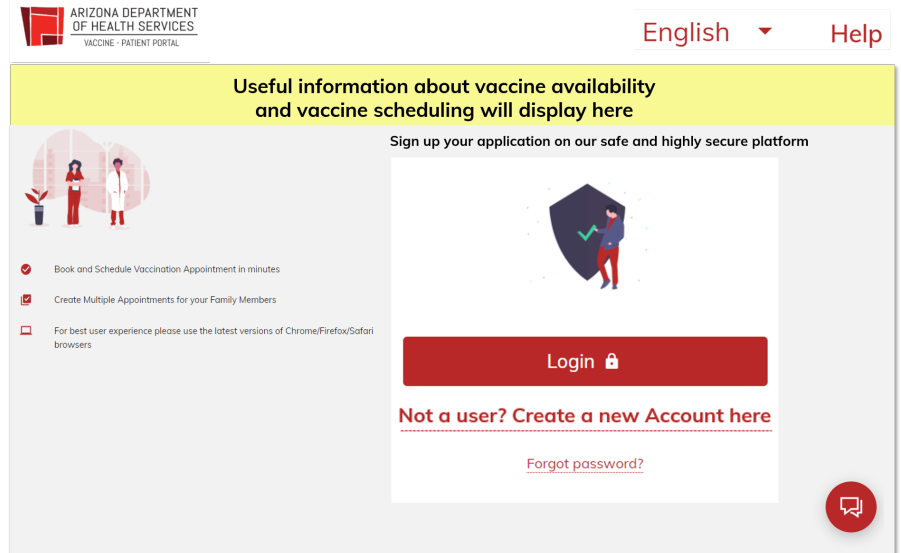 ARIZONA DEPARTMENT
OF HEALTH SERVICES
VACCINE - PATIENT PORTAL
English
Help
Useful information about vaccine availability
and vaccine scheduling will display here
Sign up your application on our safe and highly secure platform
Book and Schedule Vaccination Appointment in minutes
Create Multiple Appointments for your Family Members
For best user experience please use the latest versions of Chrome/Firefox/Safari
browsers
Login
Not a user? Create a new Account here
Forgot password?